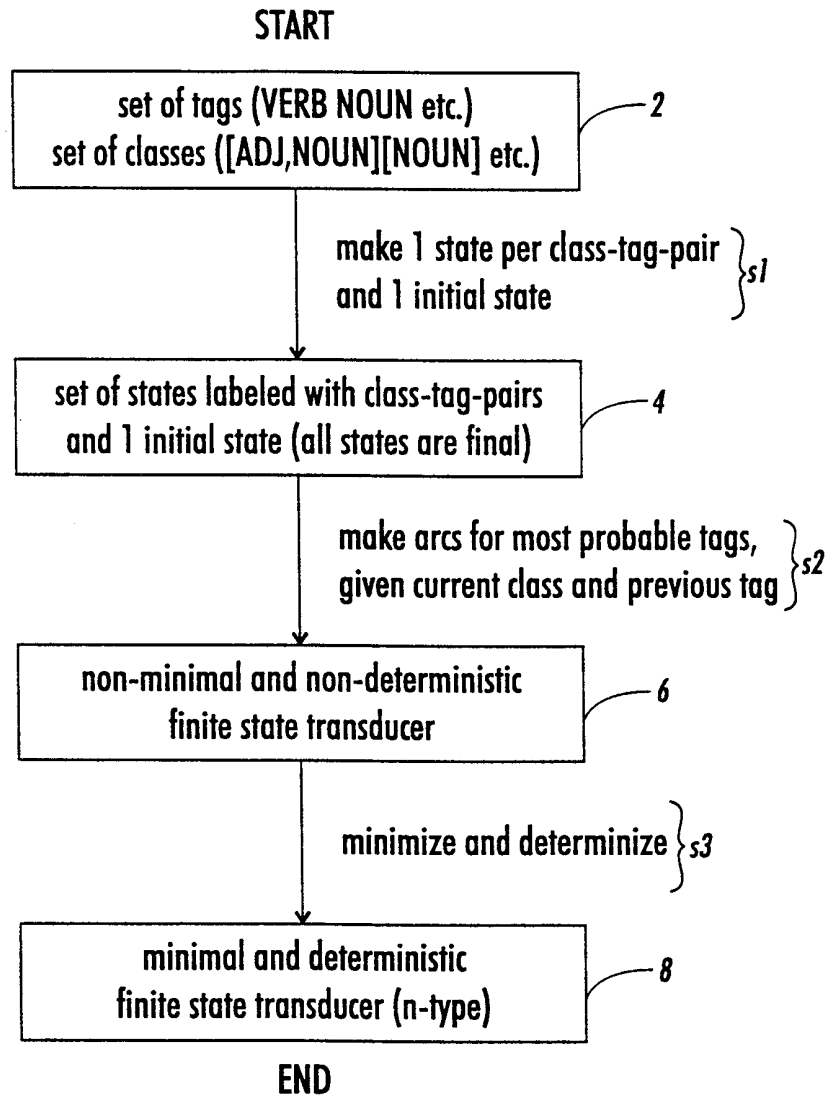 START
set of tags (VERB NOUN etc.)
set of classes ([ADJ,NOUN][NOUN] etc.)
2
make 1 state per class-tag-pair
and 1 initial state
s1
set of states labeled with class-tag-pairs
and 1 initial state (all states are final)
4
make arcs for most probable tags,
given current class and previous tag
s2
non-minimal and non-deterministic
finite state transducer
6
minimize and determinize
s3
minimal and deterministic
finite state transducer (n-type)
8
END